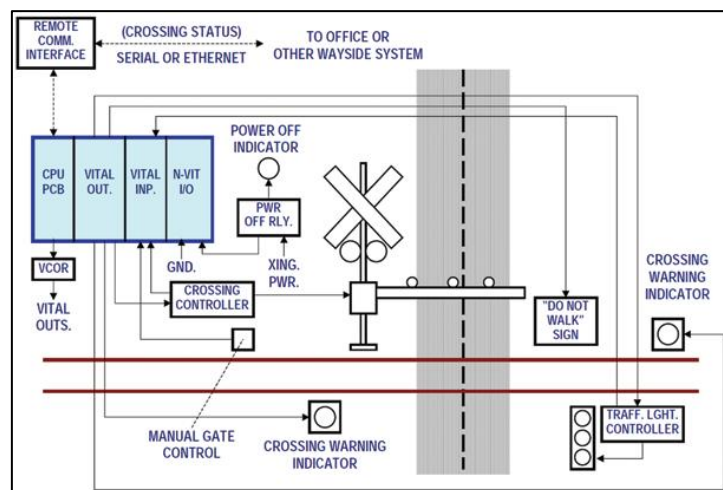 REMOTE
COMM.
INTERFACE
(CROSSING STATUS)
SERIAL OR ETHERNET
TO OFFICE OR
OTHER WAYSIDE SYSTEM
POWER OFF
INDICATOR
CPU
PCB
VITAL
OUT.
VITAL
INP.
N-VIT
I/O
PWR
OFF RLY.
VCOR
GND.
XING.
PWR.
CROSSING
CONTROLLER
VITAL
OUTS.
CROSSING
WARNING
INDICATOR
"DO NOT
WALK"
SIGN
MANUAL GATE
CONTROL
CROSSING WARNING
INDICATOR
TRAFF. LGHT.
CONTROLLER